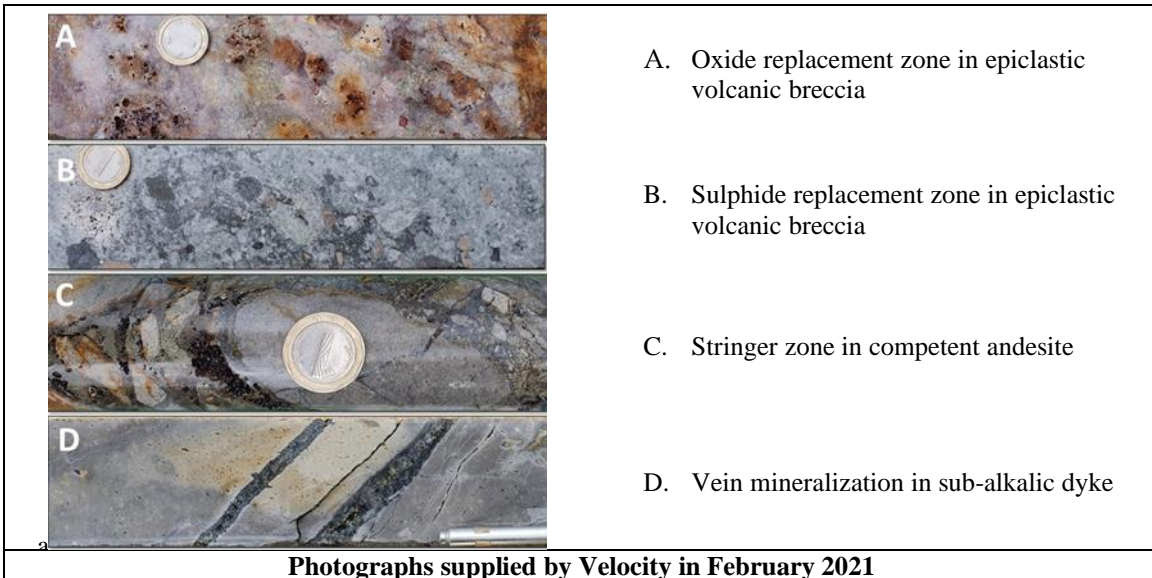 A
A. Oxide replacement zone in epiclastic
volcanic breccia
B
B. Sulphide replacement zone in epiclastic
volcanic breccia
C
C. Stringer zone in competent andesite
D
D. Vein mineralization in sub-alkalic dyke
a
Photographs supplied by Velocity in February 2021